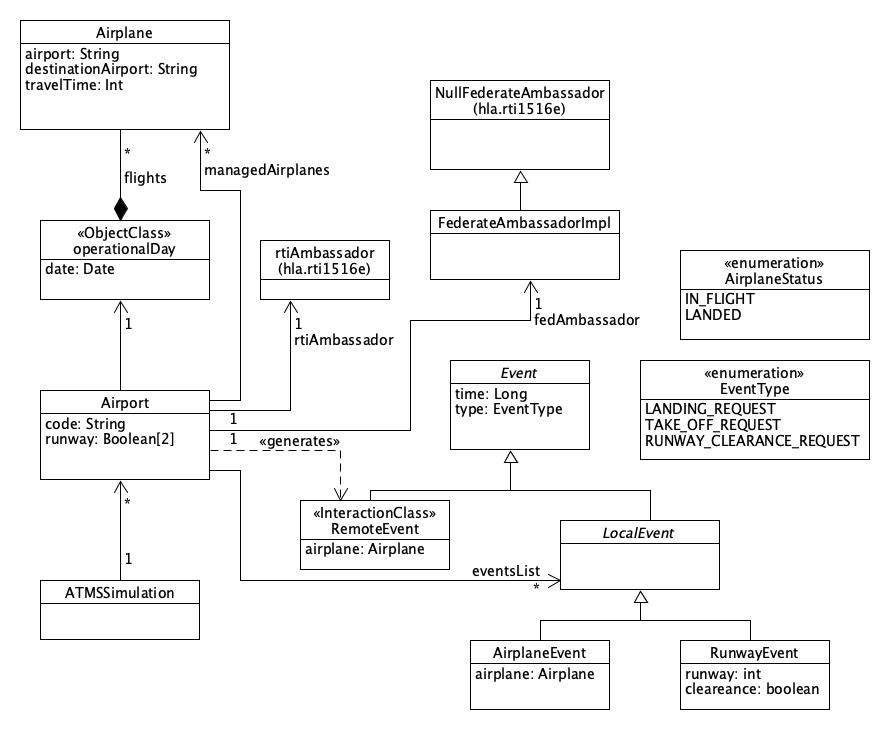 Airplane
airport: String
destinationAirport: String
travelTime: Int
*
flights
*
managedAirplanes
NullFederateAmbassador
(hla.rti1516e)
FederateAmbassadorImpl
«ObjectClass»
operationalDay
date: Date
rtiAmbassador
(hla.rti1516e)
«enumeration»
AirplaneStatus
IN_FLIGHT
LANDED
1
1
rtiAmbassador
1
fedAmbassador
Airport
code: String
runway: Boolean[2]
1
1
«generates»
Event
time: Long
type: EventType
«enumeration»
EventType
LANDING_REQUEST
TAKE_OFF_REQUEST
RUNWAY_CLEARANCE_REQUEST
«InteractionClass»
RemoteEvent
airplane: Airplane
LocalEvent
*
1
eventsList
*
ATMSSimulation
AirplaneEvent
airplane: Airplane
RunwayEvent
runway: int
cleareance: boolean